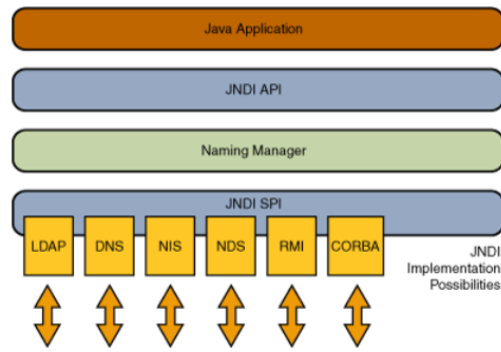 Java Application
JNDI API
Naming Manager
JNDI SPI
LDAP DNS NIS NDS RMI CORBA
JNDI
Implementation
Possibilities